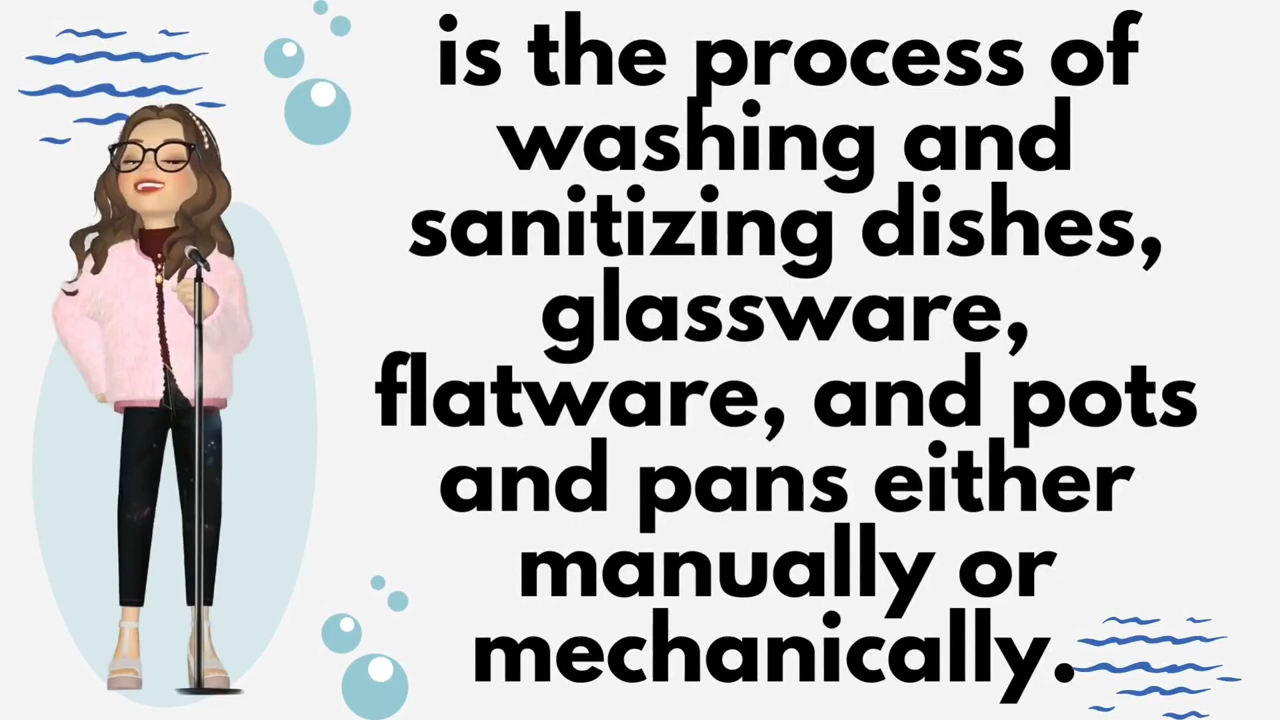 is the process of
washing and
sanitizing dishes,
glassware,
flatware, and pots
and pans either
manually or
mechanically.